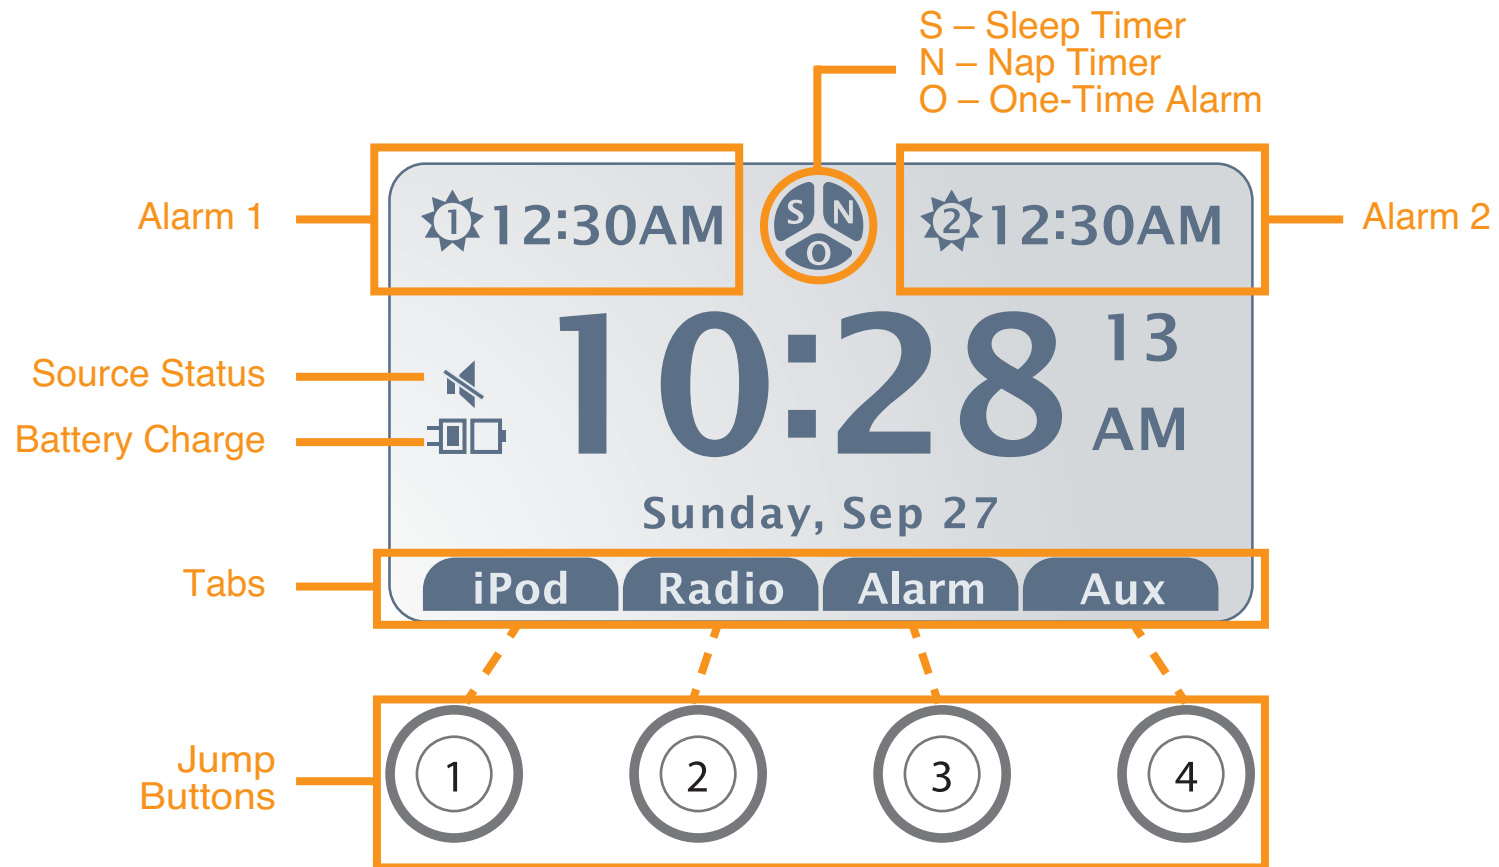 S – Sleep Timer
N – Nap Timer
O – One-Time Alarm
Alarm 1
1 12:30AM
S N
O
2 12:30AM
Alarm 2
Source Status
Battery Charge
10:28
13
AM
Sunday, Sep 27
Tabs
iPod Radio Alarm Aux
Jump
Buttons
1 2 3 4